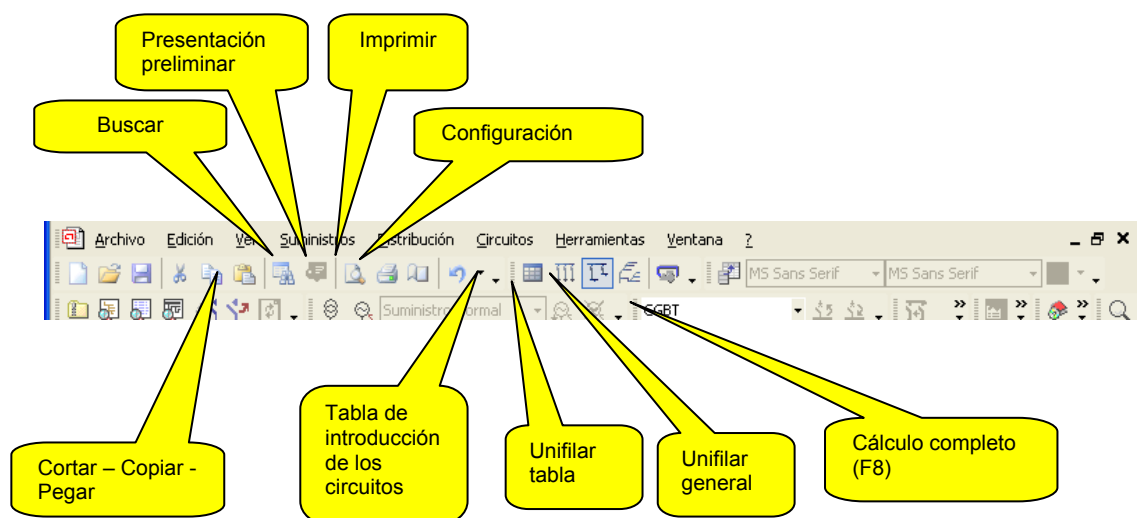 Presentación
preliminar
Imprimir
Buscar
Configuración
Archivo Edición Ver Suministros Distribución Circuitos Herramientas Ventana ?
MS Sans Serif MS Sans Serif
Suministro normal CGBT
Tabla de
introducción
de los
circuitos
Unifilar
tabla
Unifilar
general
Cálculo completo
(F8)
Cortar – Copiar -
Pegar